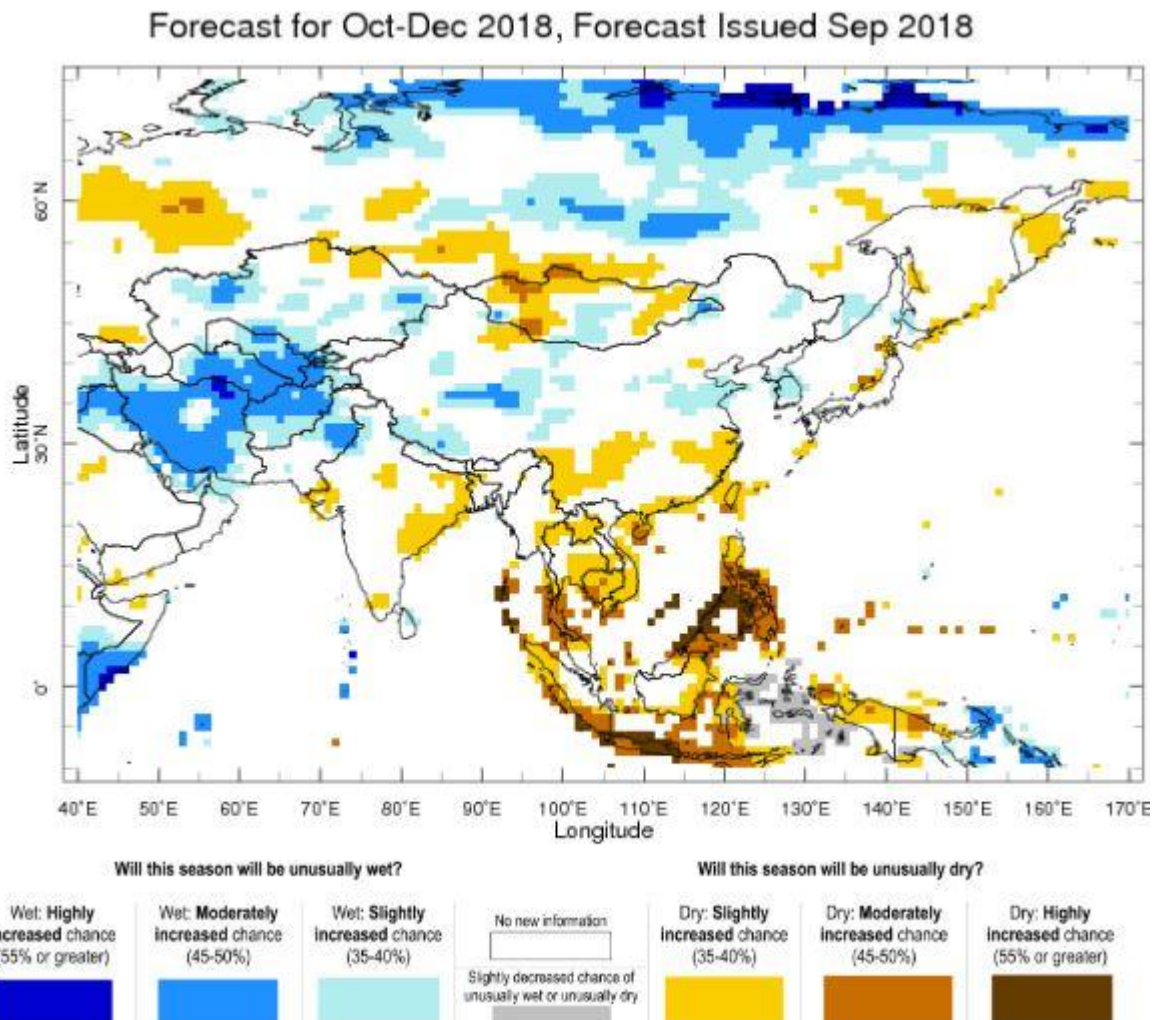 Forecast for Oct-Dec 2018, Forecast Issued Sep 2018
60°N
30°N
0°
Latitude
40°E 50°E 60°E 70°E 80°E 90°E 100°E 110°E 120°E 130°E 140°E 150°E 160°E 170°E
Longitude
Will this season will be unusually wet?
Wet: Highly
increased chance
(55% or greater)
Wet: Moderately
increased chance
(45-50%)
Wet: Slightly
increased chance
(35-40%)
No new information
Slightly decreased chance of
unusually wet or unusually dry
Will this season will be unusually dry?
Dry: Slightly
increased chance
(35-40%)
Dry: Moderately
increased chance
(45-50%)
Dry: Highly
increased chance
(55% or greater)